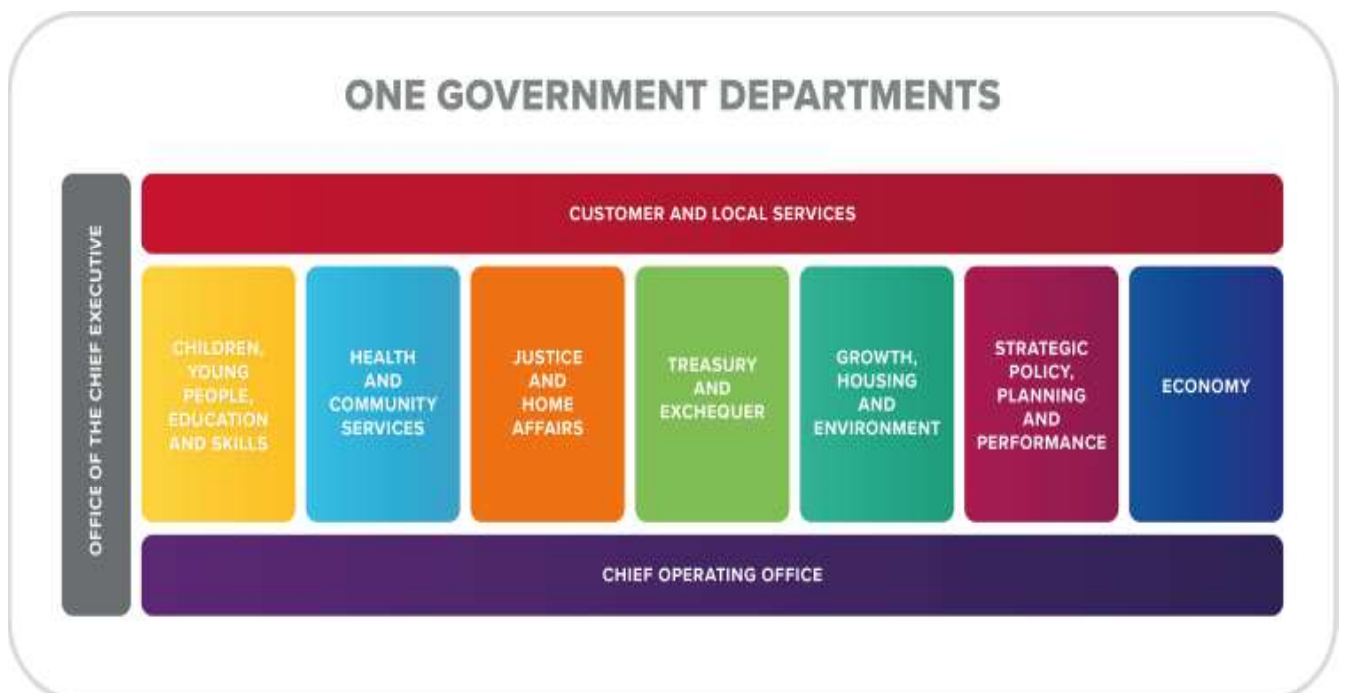 ONE GOVERNMENT DEPARTMENTS
OFFICE OF THE CHIEF EXECUTIVE
CUSTOMER AND LOCAL SERVICES
CHILDREN,
YOUNG
PEOPLE,
EDUCATION
AND SKILLS
HEALTH
AND
COMMUNITY
SERVICES
JUSTICE
AND
HOME
AFFAIRS
TREASURY
AND
EXCHEQUER
GROWTH,
HOUSING
AND
ENVIRONMENT
STRATEGIC
POLICY,
PLANNING
AND
PERFORMANCE
ECONOMY
CHIEF OPERATING OFFICE